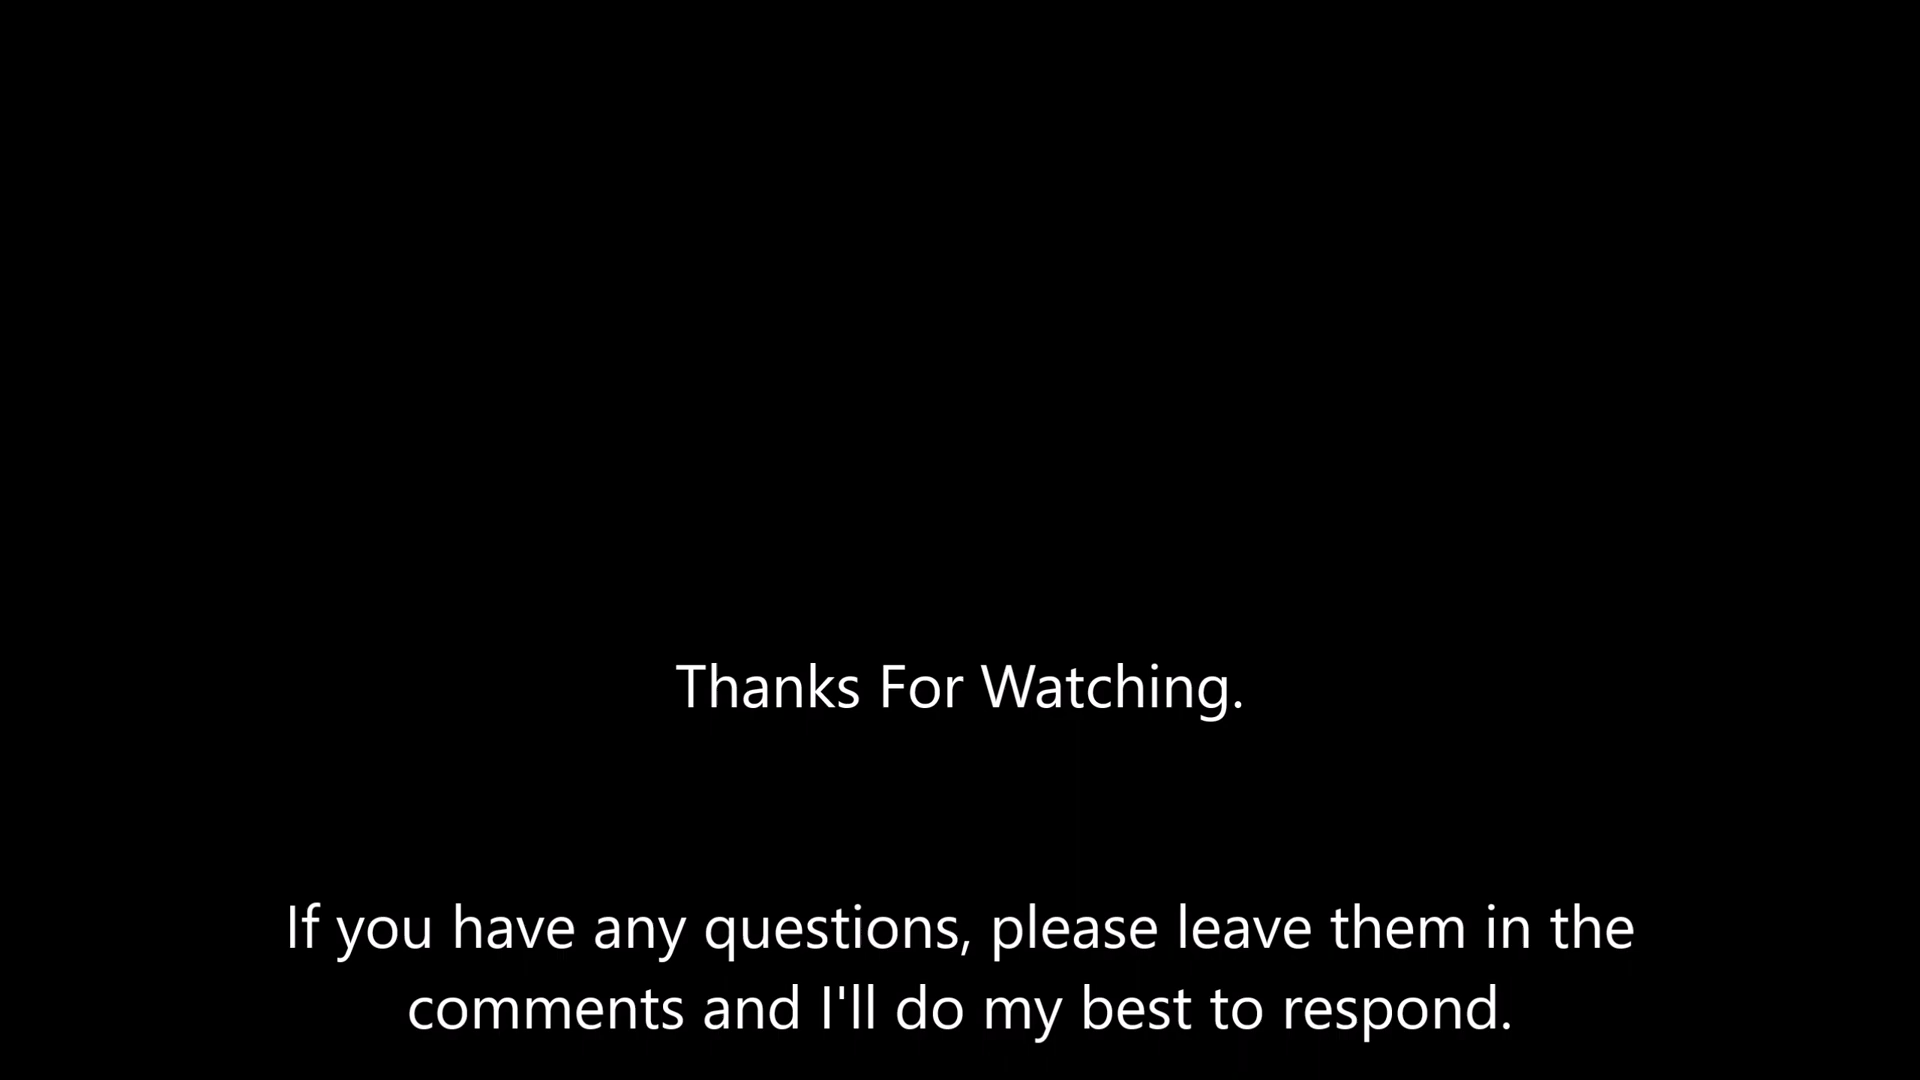 Thanks For Watching.
If you have any questions, please leave them in the
comments and I'll do my best to respond.